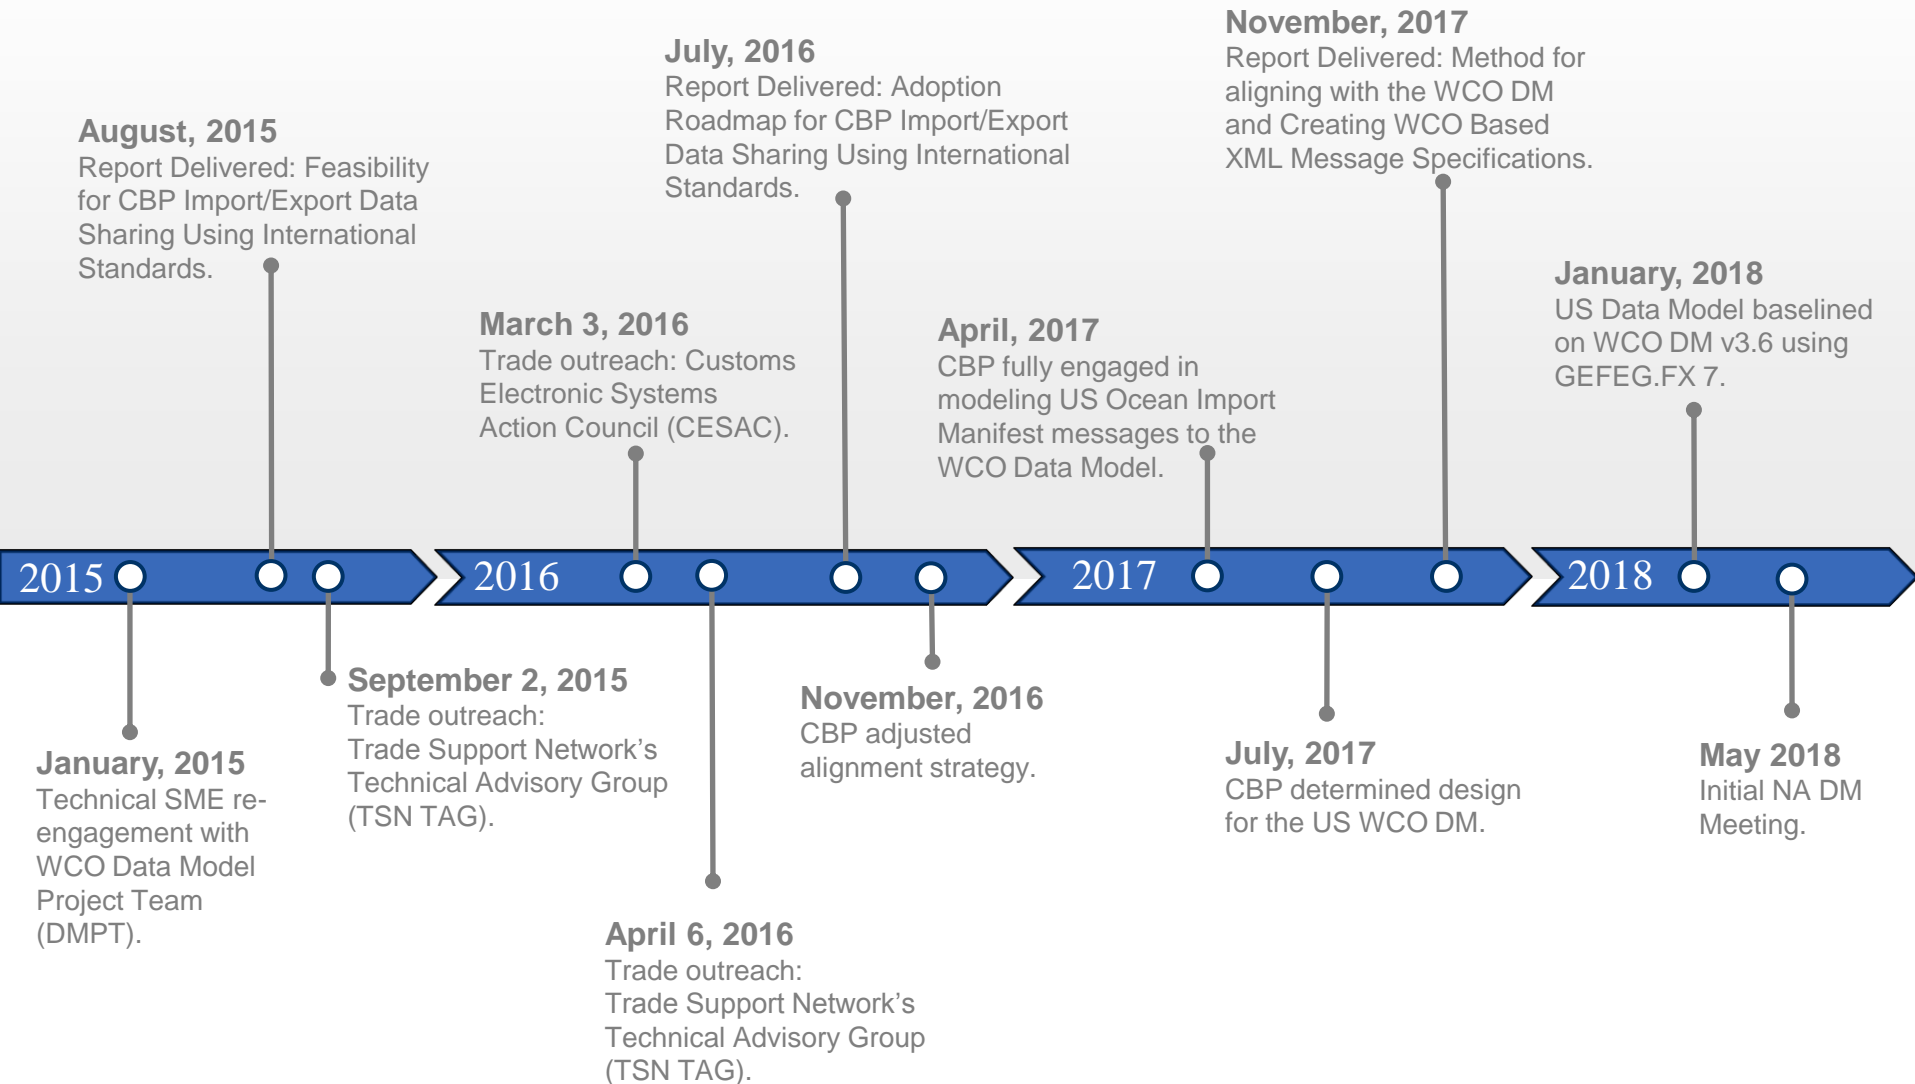 November, 2017
Report Delivered: Method for
aligning with the WCO DM
and Creating WCO Based
XML Message Specifications.
July, 2016
Report Delivered: Adoption
Roadmap for CBP Import/Export
Data Sharing Using International
Standards.
August, 2015
Report Delivered: Feasibility
for CBP Import/Export Data
Sharing Using International
Standards.
January, 2018
US Data Model baselined
on WCO DM v3.6 using
GEFEG.FX 7.
March 3, 2016
Trade outreach: Customs
Electronic Systems
Action Council (CESAC).
April, 2017
CBP fully engaged in
modeling US Ocean Import
Manifest messages to the
WCO Data Model.
2015
2016
2017
2018
September 2, 2015
Trade outreach:
Trade Support Network’s
Technical Advisory Group
(TSN TAG).
November, 2016
CBP adjusted
alignment strategy.
January, 2015
Technical SME re-
engagement with
WCO Data Model
Project Team
(DMPT).
July, 2017
CBP determined design
for the US WCO DM.
May 2018
Initial NA DM
Meeting.
April 6, 2016
Trade outreach:
Trade Support Network’s
Technical Advisory Group
(TSN TAG).